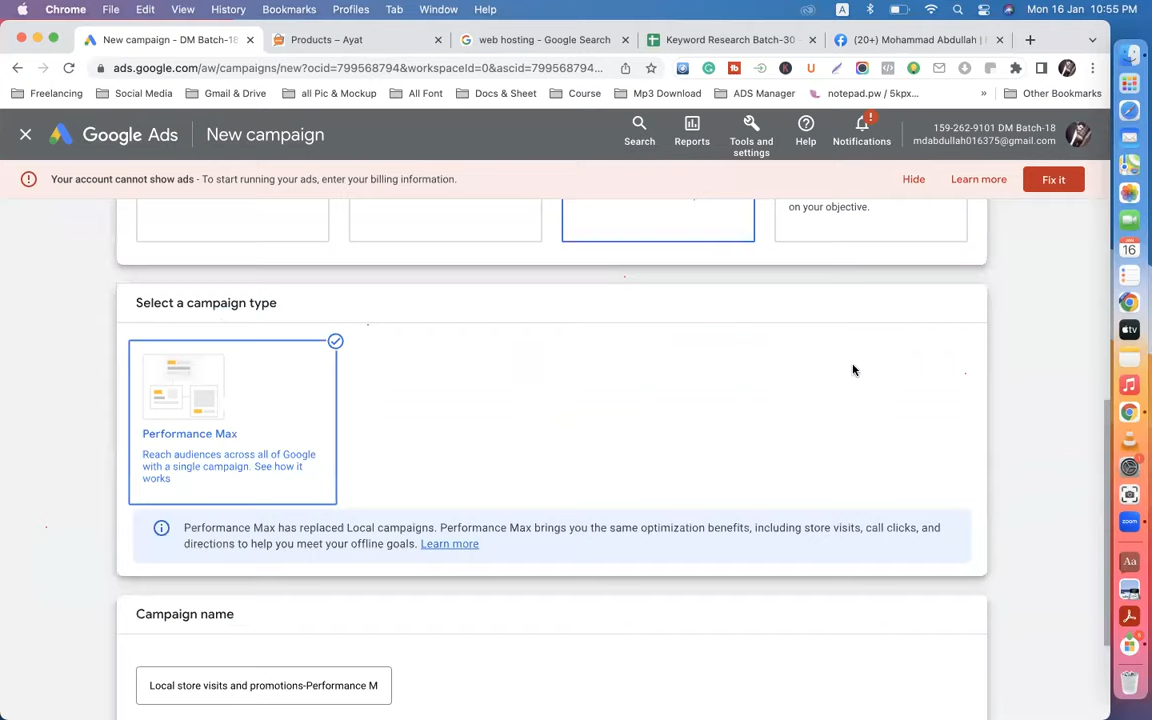 Chrome File Edit View History Bookmarks Profiles Tab Window Help
A Mon 16 Jan 10:55 PM
New campaign - DM Batch-18
Products – Ayat
web hosting - Google Search
Keyword Research Batch-30 -
(20+) Mohammad Abdullah |
ads.google.com/aw/campaigns/new?ocid=799568794&workspaceId=0&ascid=799568794...
Freelancing Social Media Gmail & Drive all Pic & Mockup All Font Docs & Sheet Course Mp3 Download ADS Manager notepad.pw / 5kpx... » Other Bookmarks
Google Ads New campaign
Search Reports Tools and settings Help Notifications
159-262-9101 DM Batch-18
mdabdullah016375@gmail.com
Your account cannot show ads - To start running your ads, enter your billing information.
Hide Learn more Fix it
on your objective.
Select a campaign type
Performance Max
Reach audiences across all of Google
with a single campaign. See how it
works
Performance Max has replaced Local campaigns. Performance Max brings you the same optimization benefits, including store visits, call clicks, and
directions to help you meet your offline goals. Learn more
Campaign name
Local store visits and promotions-Performance M